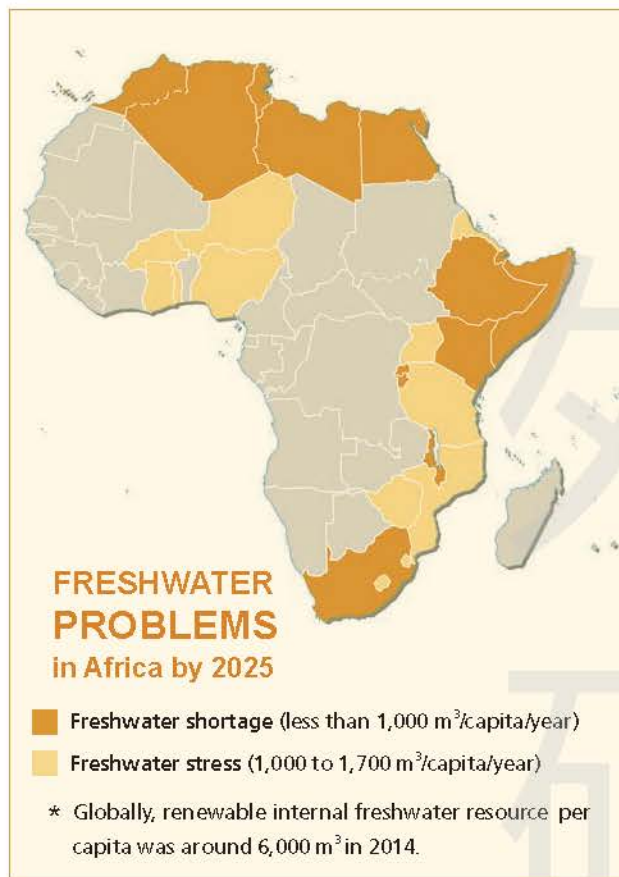 FRESHWATER
PROBLEMS
in Africa by 2025
Freshwater shortage (less than 1,000 m³/capita/year)
Freshwater stress (1,000 to 1,700 m³/capita/year)
* Globally, renewable internal freshwater resource per
capita was around 6,000 m³ in 2014.